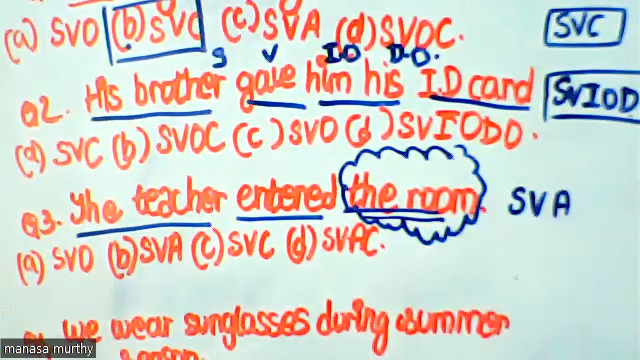 (a) SVO (b) SVC (c) SVA (d) SVOC. SVC
S V I.O D.O.
Q2. His brother gave him his I.D card SVIOD
(a) SVC (b) SVOC (c) SVO (d) SVIODO.
Q3. The teacher entered the room. SVA
(a) SVO (b) SVA (c) SVC (d) SVAC.
We wear sunglasses during summer
manasa murthy